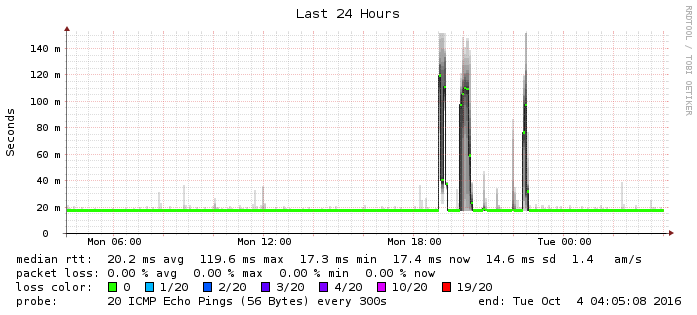 Last 24 Hours
RRDTOOL / TOBI OETIKER
Seconds
140 m
120 m
100 m
80 m
60 m
40 m
20 m
0
Mon 06:00 Mon 12:00 Mon 18:00 Tue 00:00
median rtt: 20.2 ms avg 119.6 ms max 17.3 ms min 17.4 ms now 14.6 ms sd 1.4 am/s
packet loss: 0.00 % avg 0.00 % max 0.00 % min 0.00 % now
loss color: 0 1/20 2/20 3/20 4/20 10/20 19/20
probe: 20 ICMP Echo Pings (56 Bytes) every 300s end: Tue Oct 4 04:05:08 2016